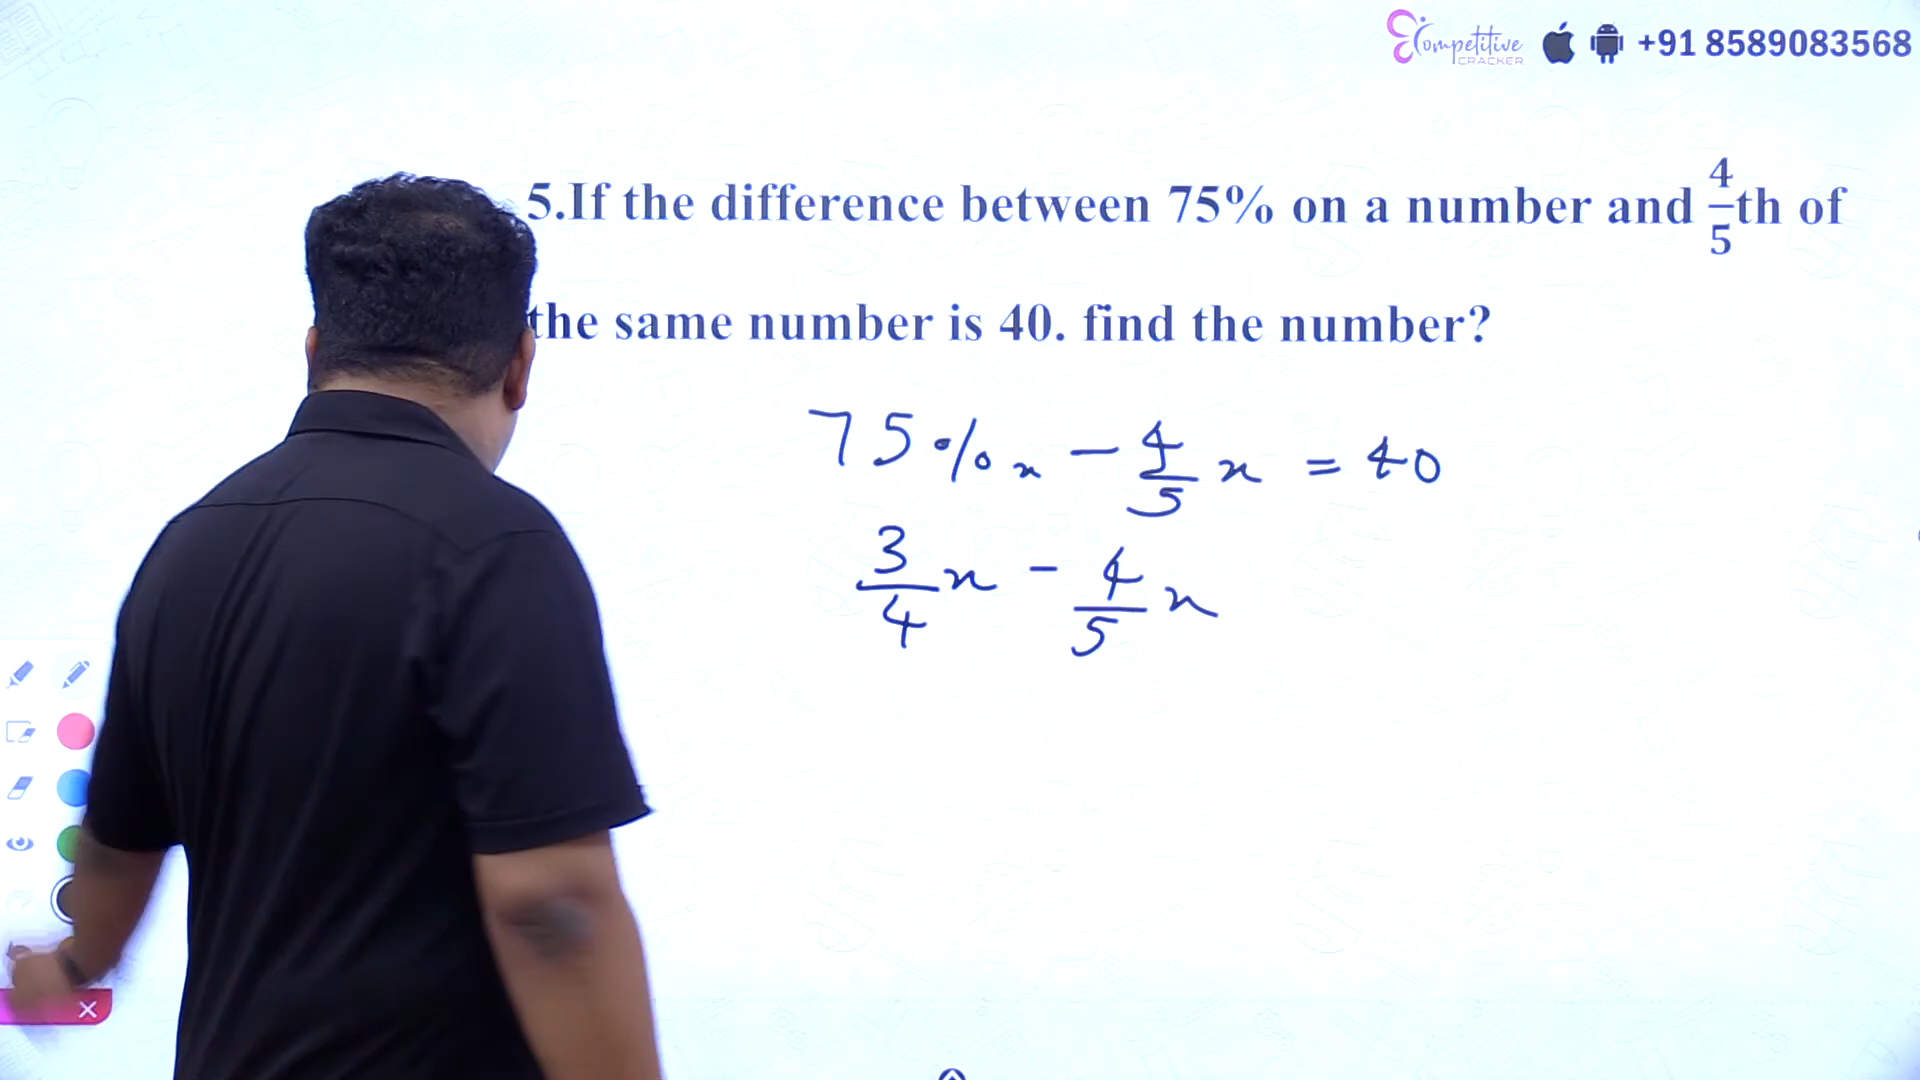 Competitive CRACKER +91 8589083568
5.If the difference between 75% on a number and 4/5th of
the same number is 40. find the number?
75% x - 4/5 x = 40
3/4 x - 4/5 x